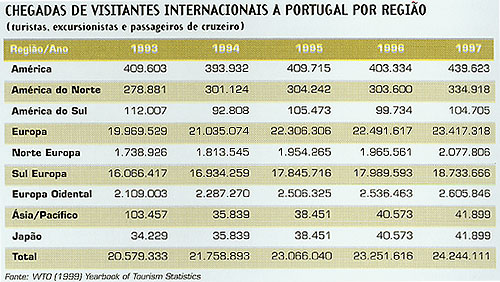 CHEGADAS DE VISITANTES INTERNACIONAIS A PORTUGAL POR REGIÃO
(turistas, excursionistas e passageiros de cruzeiro)
Região/Ano 1993 1994 1995 1996 1997
América 409.603 393.932 409.715 403.334 439.623
América do Norte 278.881 301.124 304.242 303.600 334.918
América do Sul 112.007 92.808 105.473 99.734 104.705
Europa 19.969.529 21.035.074 22.306.306 22.491.617 23.417.318
Norte Europa 1.738.926 1.813.545 1.954.265 1.965.561 2.077.806
Sul Europa 16.066.417 16.934.259 17.845.716 17.989.593 18.733.666
Europa Oidental 2.109.003 2.287.270 2.506.325 2.536.463 2.605.846
Ásia/Pacífico 103.457 35.839 38.451 40.573 41.899
Japão 34.229 35.839 38.451 40.573 41.899
Total 20.579.333 21.758.893 23.066.040 23.251.616 24.244.111
Fonte: WTO (1999) Yearbook of Tourism Statistics